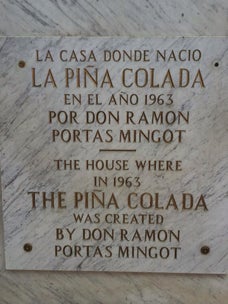 LA CASA DONDE NACIO
LA PIÑA COLADA
EN EL AÑO 1963
POR DON RAMON
PORTAS MINGOT
THE HOUSE WHERE
IN 1963
THE PIÑA COLADA
WAS CREATED
BY DON RAMON
PORTAS MINGOT